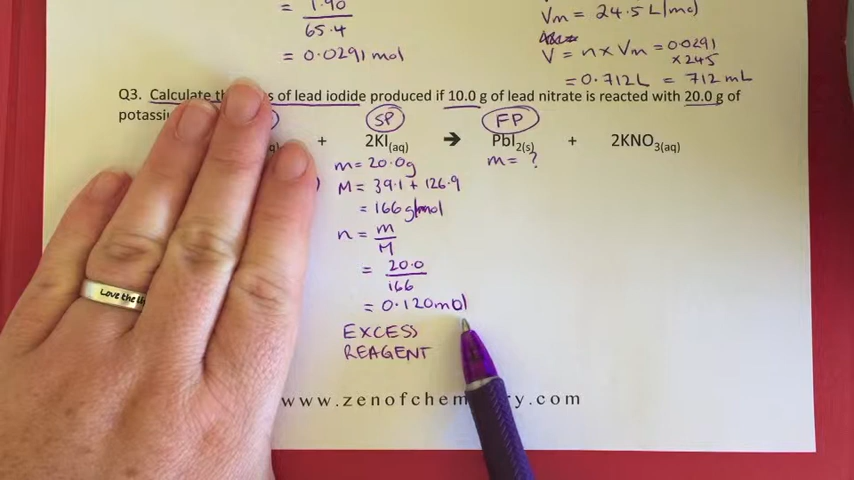 = 1.90
65.4
= 0.0291 mol
Vm = 24.5 L/mol
V = n x Vm = 0.0291
x 24.5
= 0.712L = 712 mL
Q3. Calculate of lead iodide produced if 10.0 g of lead nitrate is reacted with 20.0 g of
SP FP
+ 2KI(aq) ➔ PbI2(s) + 2KNO3(aq)
m = 20.0g m = ?
M = 39.1 + 126.9
= 166 g/mol
n = m
M
= 20.0
166
= 0.120 mol
EXCESS
REAGENT
www.zenofchem ry.com
Love the